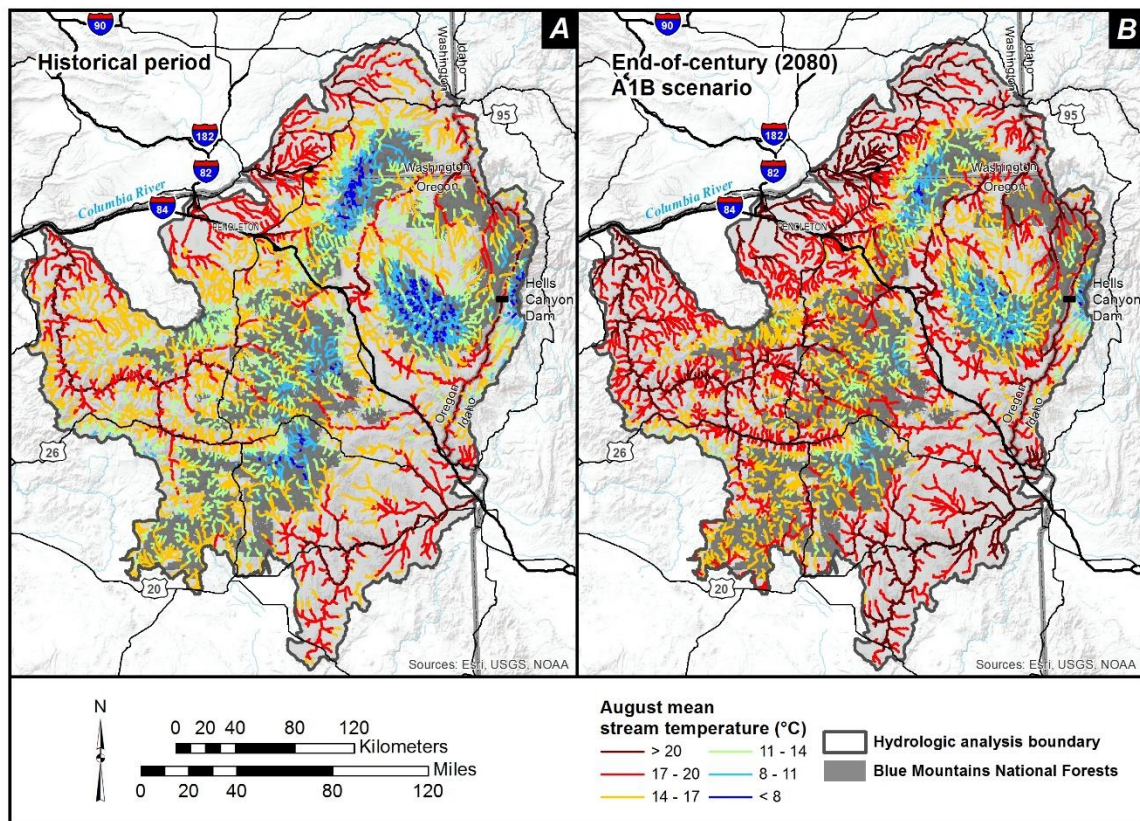 90
A
Historical period
Washington
Idaho
182
82
95
Washington
Oregon
Columbia River
84
PENDLETON
Hells
Canyon
Dam
Oregon
Idaho
26
20
Sources: Esri, USGS, NOAA
90
B
End-of-century (2080)
A1B scenario
Washington
Idaho
182
82
95
Washington
Oregon
Columbia River
84
PENDLETON
Hells
Canyon
Dam
Oregon
Idaho
26
20
Sources: Esri, USGS, NOAA
N
0 20 40 80 120
Kilometers
Miles
0 20 40 80 120
August mean
stream temperature (°C)
> 20
17 - 20
14 - 17
11 - 14
8 - 11
< 8
Hydrologic analysis boundary
Blue Mountains National Forests